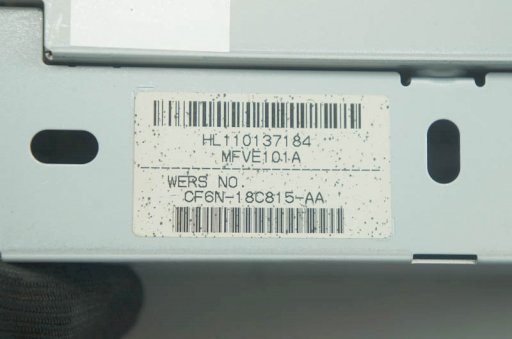 HL110137184
MFVE101A
WERS NO.
CF6N-18C815-AA